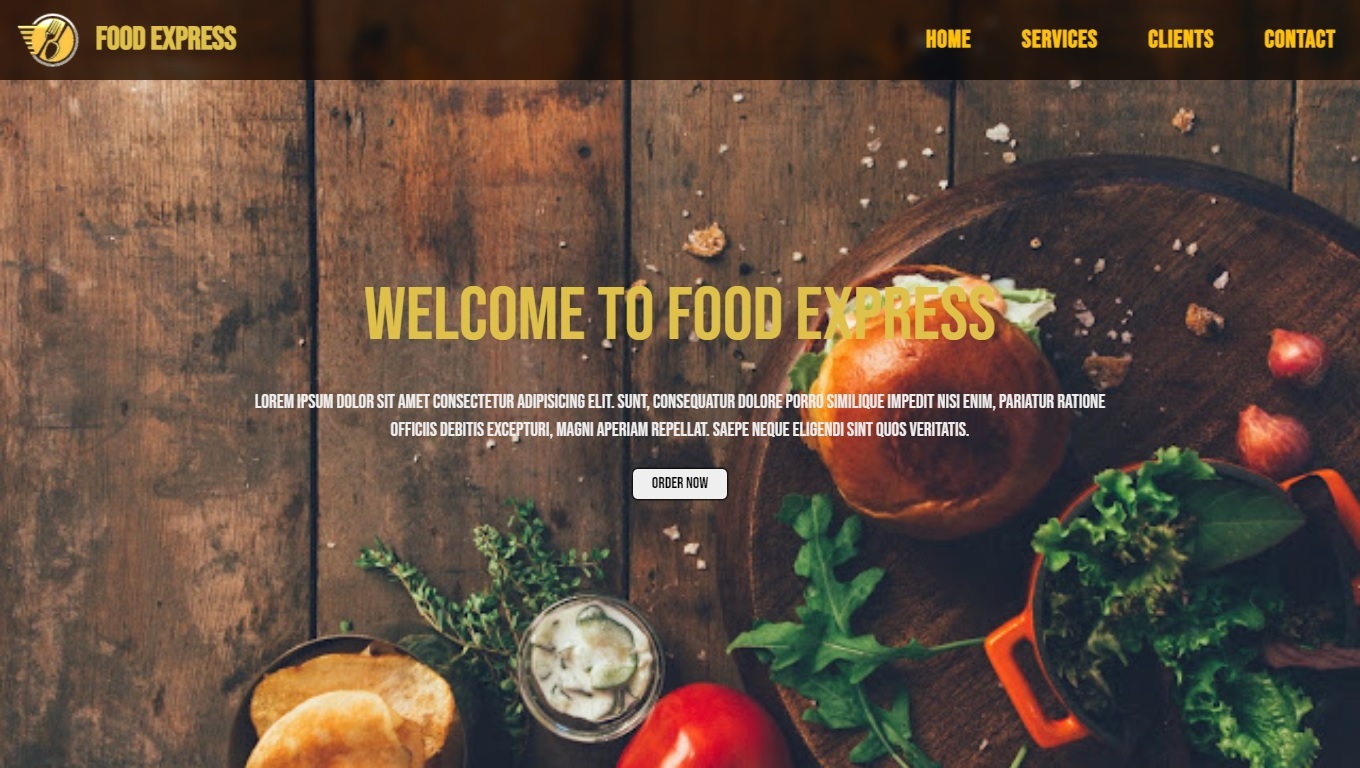 FOOD EXPRESS
HOME SERVICES CLIENTS CONTACT
WELCOME TO FOOD EXPRESS
LOREM IPSUM DOLOR SIT AMET CONSECTETUR ADIPISICING ELIT. SUNT, CONSEQUATUR DOLORE PORRO SIMILIQUE IMPEDIT NISI ENIM, PARIATUR RATIONE
OFFICIIS DEBITIS EXCEPTURI, MAGNI APERIAM REPELLAT. SAEPE NEQUE ELIGENDI SINT QUOS VERITATIS.
ORDER NOW